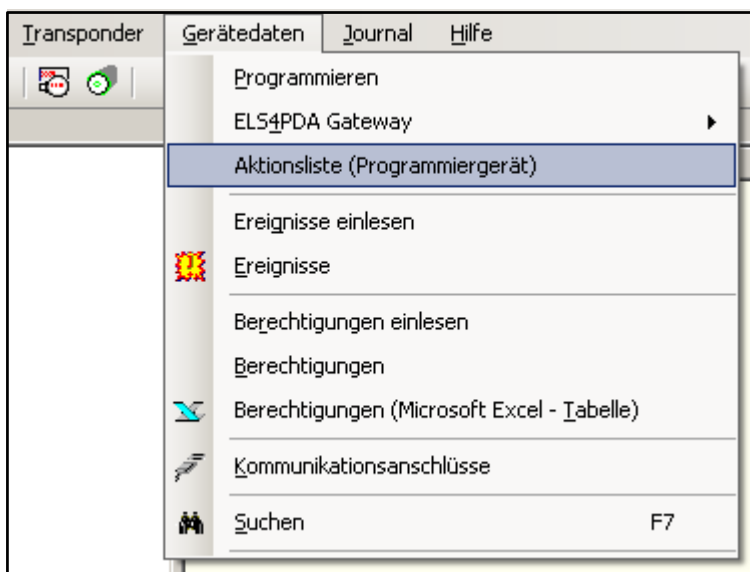 Transponder Gerätedaten Journal Hilfe
Programmieren
ELS4PDA Gateway
Aktionsliste (Programmiergerät)
Ereignisse einlesen
Ereignisse
Berechtigungen einlesen
Berechtigungen
Berechtigungen (Microsoft Excel - Tabelle)
Kommunikationsanschlüsse
Suchen F7